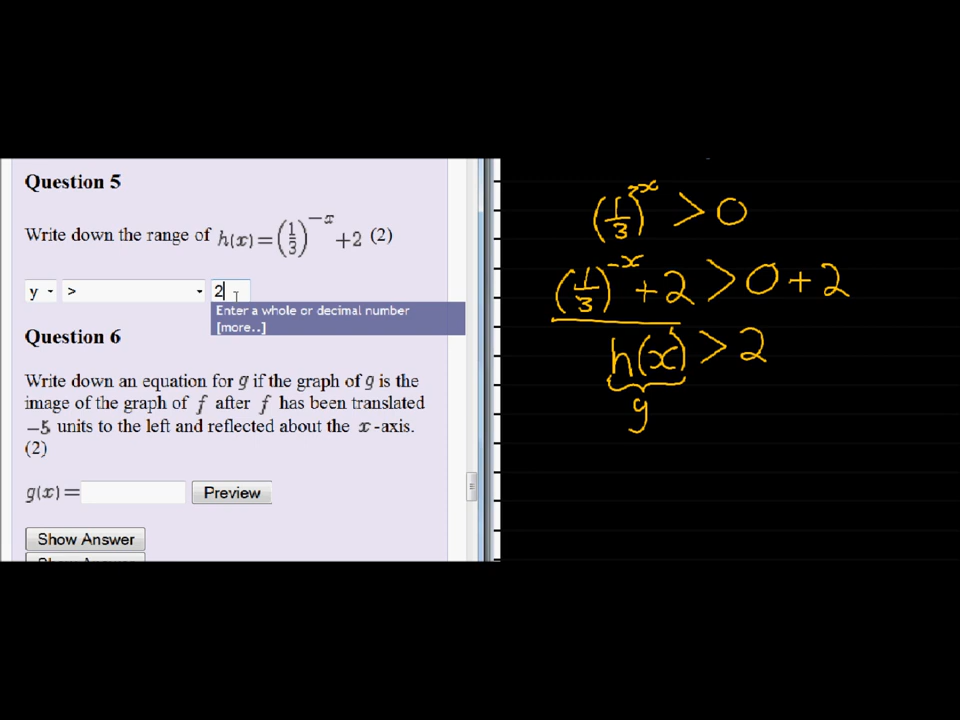 Question 5
Write down the range of h(x)=(1/3)^-x+2 (2)
y > 2
Enter a whole or decimal number
[more..]
Question 6
Write down an equation for g if the graph of g is the
image of the graph of f after f has been translated
-5 units to the left and reflected about the x-axis.
(2)
g(x)= Preview
Show Answer
(1/3)^-x > 0
(1/3)^-x + 2 > 0 + 2
h(x) > 2
y